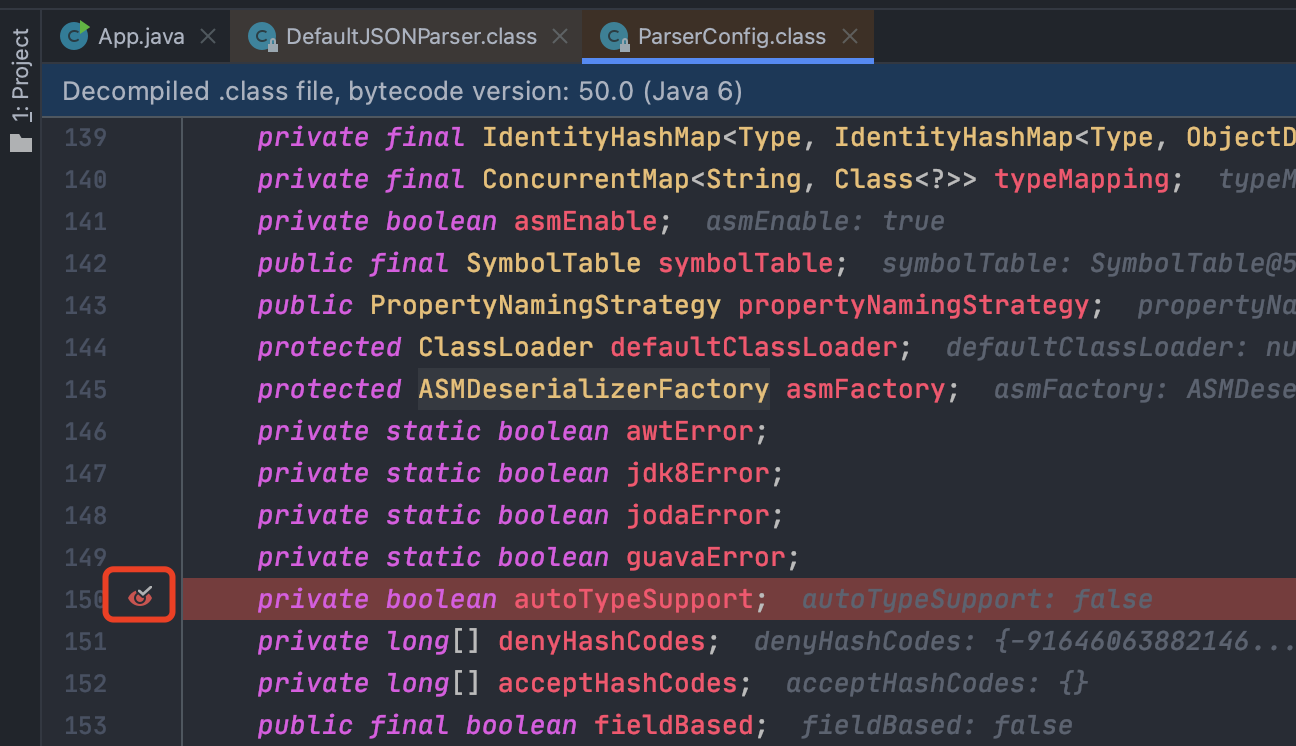 1: Project
App.java
DefaultJSONParser.class
ParserConfig.class
Decompiled .class file, bytecode version: 50.0 (Java 6)
139 private final IdentityHashMap<Type, IdentityHashMap<Type, ObjectD
140 private final ConcurrentMap<String, Class<?>> typeMapping; typeM
141 private boolean asmEnable; asmEnable: true
142 public final SymbolTable symbolTable; symbolTable: SymbolTable@5
143 public PropertyNamingStrategy propertyNamingStrategy; propertyNa
144 protected ClassLoader defaultClassLoader; defaultClassLoader: nu
145 protected ASMDeserializerFactory asmFactory; asmFactory: ASMDese
146 private static boolean awtError;
147 private static boolean jdk8Error;
148 private static boolean jodaError;
149 private static boolean guavaError;
150 private boolean autoTypeSupport; autoTypeSupport: false
151 private long[] denyHashCodes; denyHashCodes: {-91646063882146...
152 private long[] acceptHashCodes; acceptHashCodes: {}
153 public final boolean fieldBased; fieldBased: false